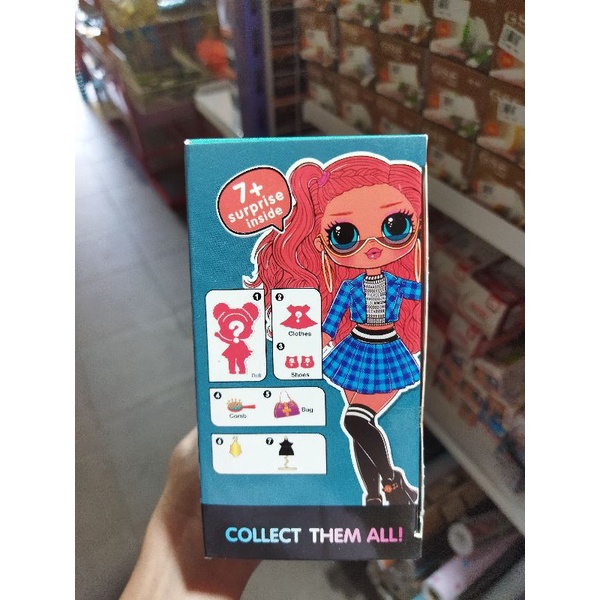 7+
surprise
inside
1
Doll
2
Clothes
3
Shoes
4
Comb
5
Bag
6
7
COLLECT THEM ALL!